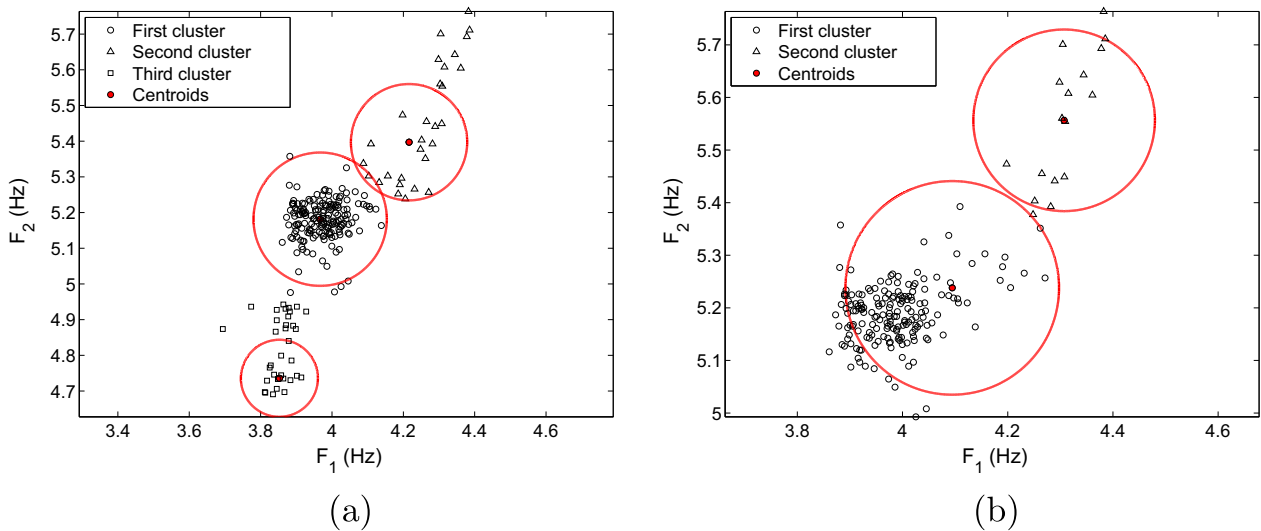 First cluster
Second cluster
Third cluster
Centroids
5.7
5.6
5.5
5.4
5.3
5.2
5.1
5
4.9
4.8
4.7
F2 (Hz)
3.4 3.6 3.8 4 4.2 4.4 4.6
F1 (Hz)
(a)
First cluster
Second cluster
Centroids
5.7
5.6
5.5
5.4
5.3
5.2
5.1
5
F2 (Hz)
3.8 4 4.2 4.4 4.6
F1 (Hz)
(b)